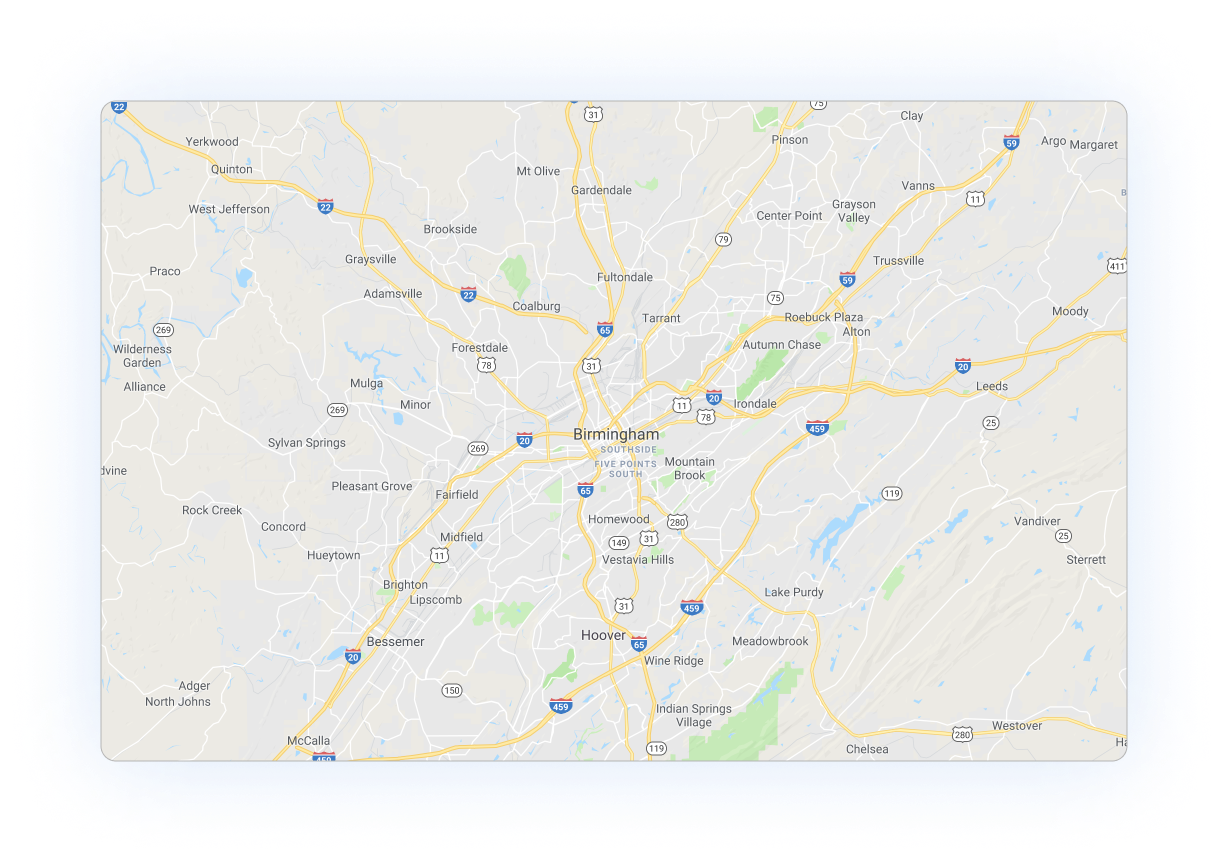 22
31
75
Clay
Pinson
Yerkwood
59
Argo
Margaret
Quinton
Mt Olive
Gardendale
Vanns
11
West Jefferson
22
Grayson
Valley
Center Point
Brookside
79
Graysville
Trussville
411
Praco
Fultondale
59
Adamsville
22
75
Coalburg
Moody
Tarrant
Roebuck Plaza
269
65
Alton
Wilderness
Garden
Forestdale
Autumn Chase
78
31
20
Alliance
Mulga
Leeds
Minor
269
11
20
Irondale
78
25
459
Birmingham
20
Sylvan Springs
269
SOUTHSIDE
FIVE POINTS
SOUTH
Mountain
Brook
dvine
Pleasant Grove
Fairfield
65
119
Rock Creek
Homewood
280
Vandiver
Concord
Midfield
149
31
25
Hueytown
11
Vestavia Hills
Sterrett
Brighton
Lipscomb
Lake Purdy
31
459
Bessemer
Hoover
65
Meadowbrook
20
Wine Ridge
Adger
150
North Johns
459
Indian Springs
Village
Westover
McCalla
119
280
Chelsea
Ha
459